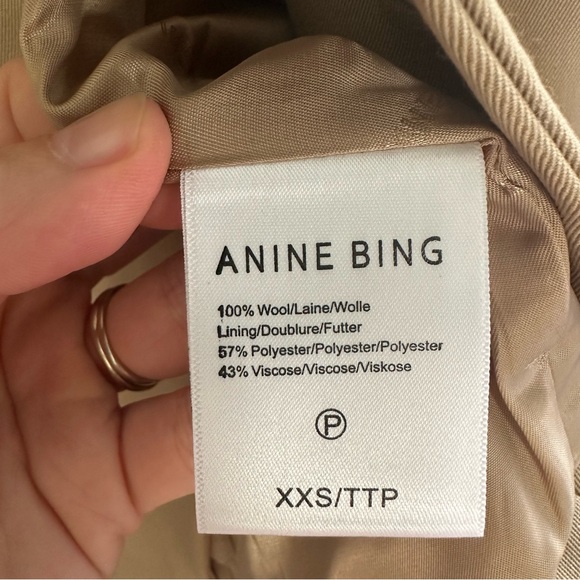 ANINE BING
100% Wool/Laine/Wolle
Lining/Doublure/Futter
57% Polyester/Polyester/Polyester
43% Viscose/Viscose/Viskose
P
XXS/TTP